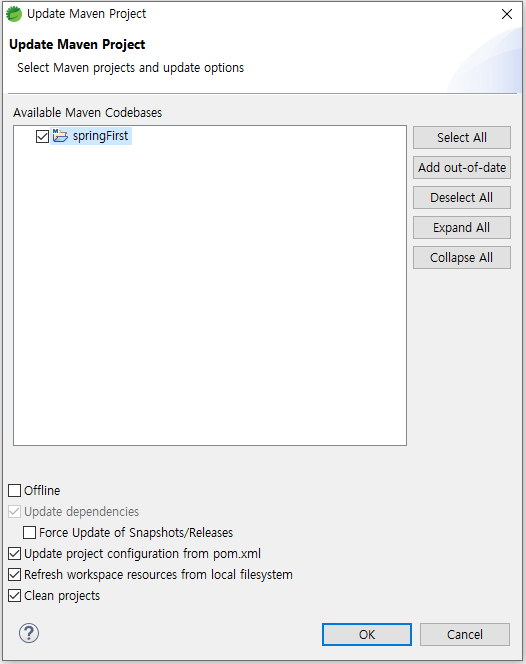 Update Maven Project
Update Maven Project
Select Maven projects and update options
Available Maven Codebases
springFirst
Select All
Add out-of-date
Deselect All
Expand All
Collapse All
Offline
Update dependencies
Force Update of Snapshots/Releases
Update project configuration from pom.xml
Refresh workspace resources from local filesystem
Clean projects
?
OK
Cancel